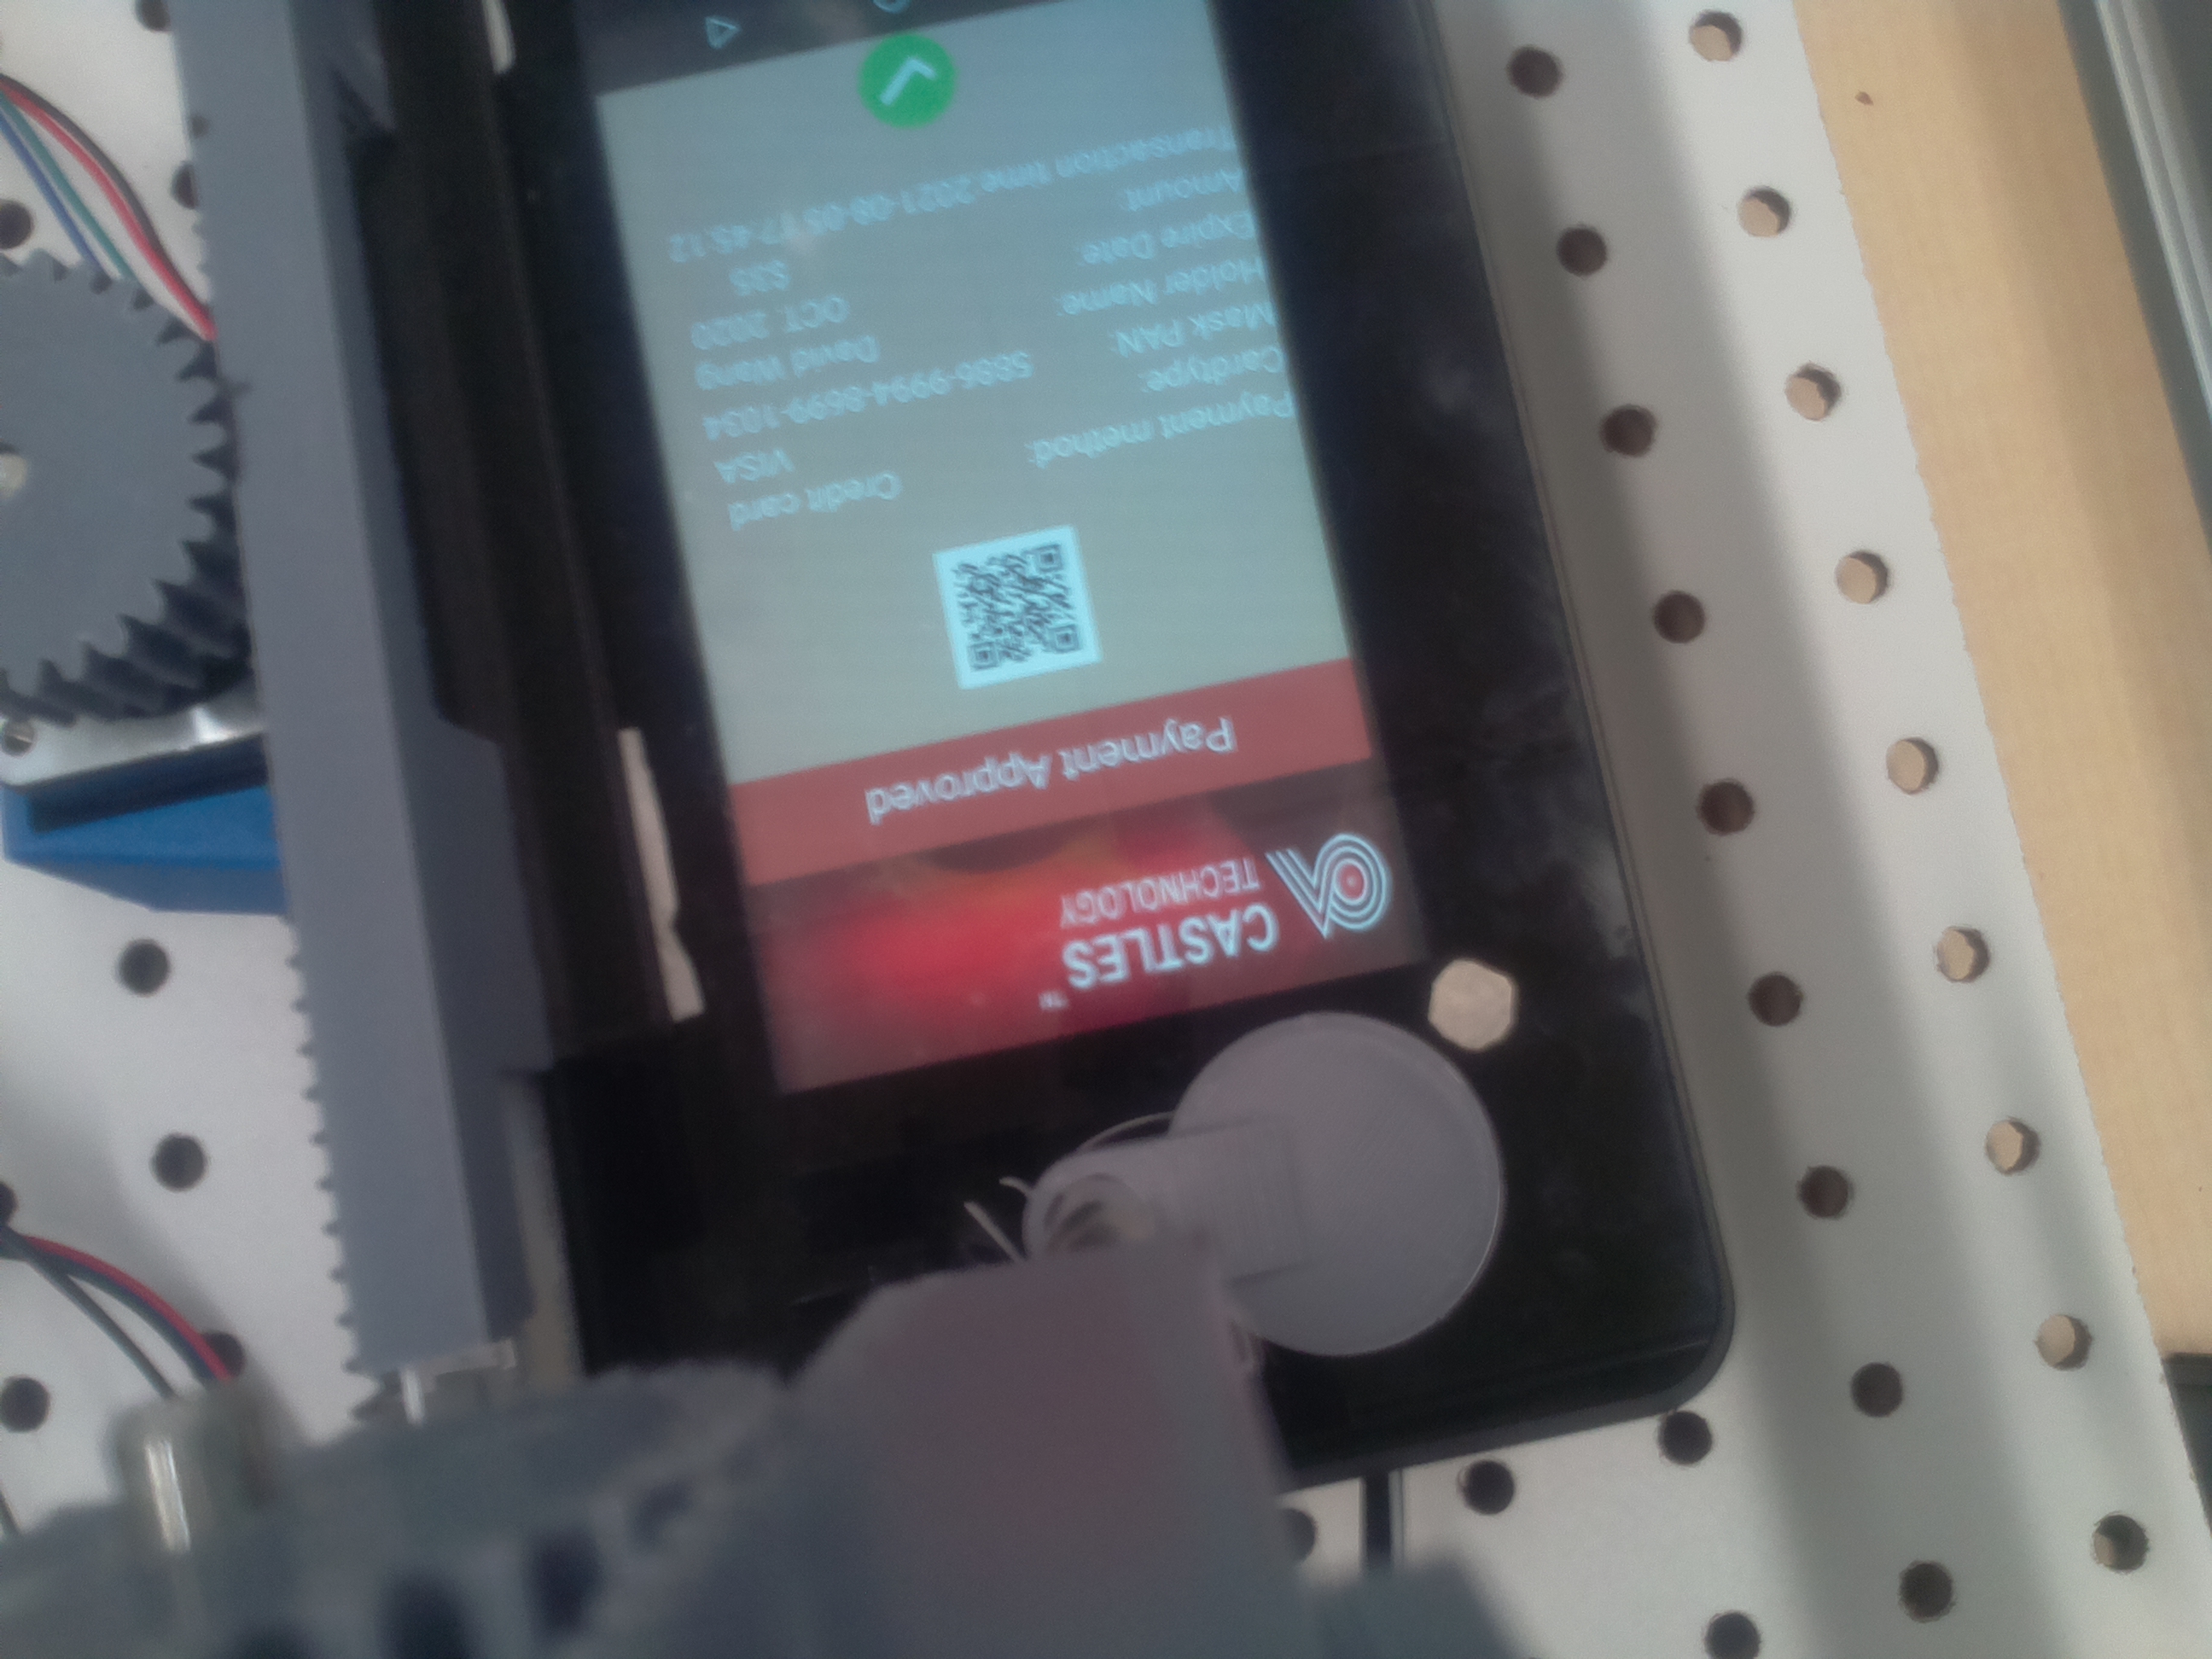 CASTLES™
TECHNOLOGY
Payment Approved
Payment method: Credit card
Cardtype: VISA
Mask PAN: 5886-9994-8699-1034
Holder Name: David Wang
Expire Date: OCT. 2020
Amount: $35
Transaction time:2021-08-05 17:45:12